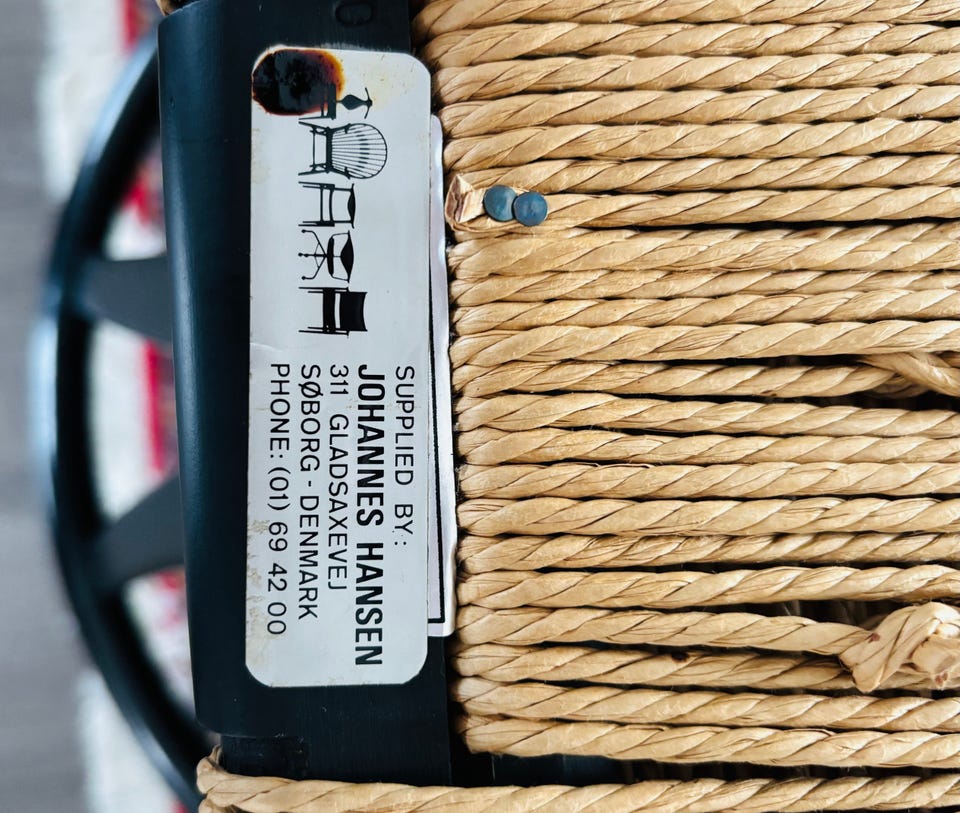 SUPPLIED BY:
JOHANNES HANSEN
311 GLADSAXEVEJ
SØBORG - DENMARK
PHONE: (01) 69 42 00